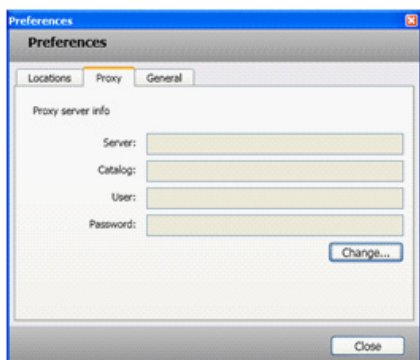 Preferences
Preferences
Locations Proxy General
Proxy server info
Server:
Catalog:
User:
Password:
Change...
Close